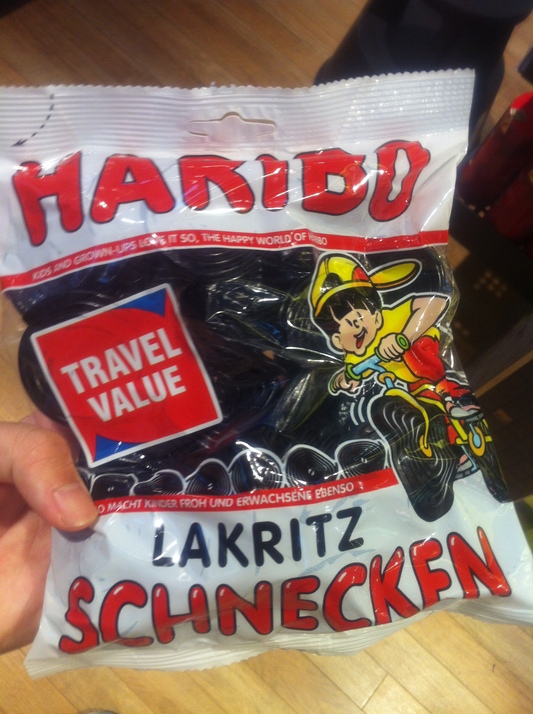 HARIBO
KIDS AND GROWN-UPS LOVE IT SO, THE HAPPY WORLD OF HARIBO
TRAVEL
VALUE
MACHT KINDER FROH UND ERWACHSENE EBENSO
LAKRITZ
SCHNECKEN